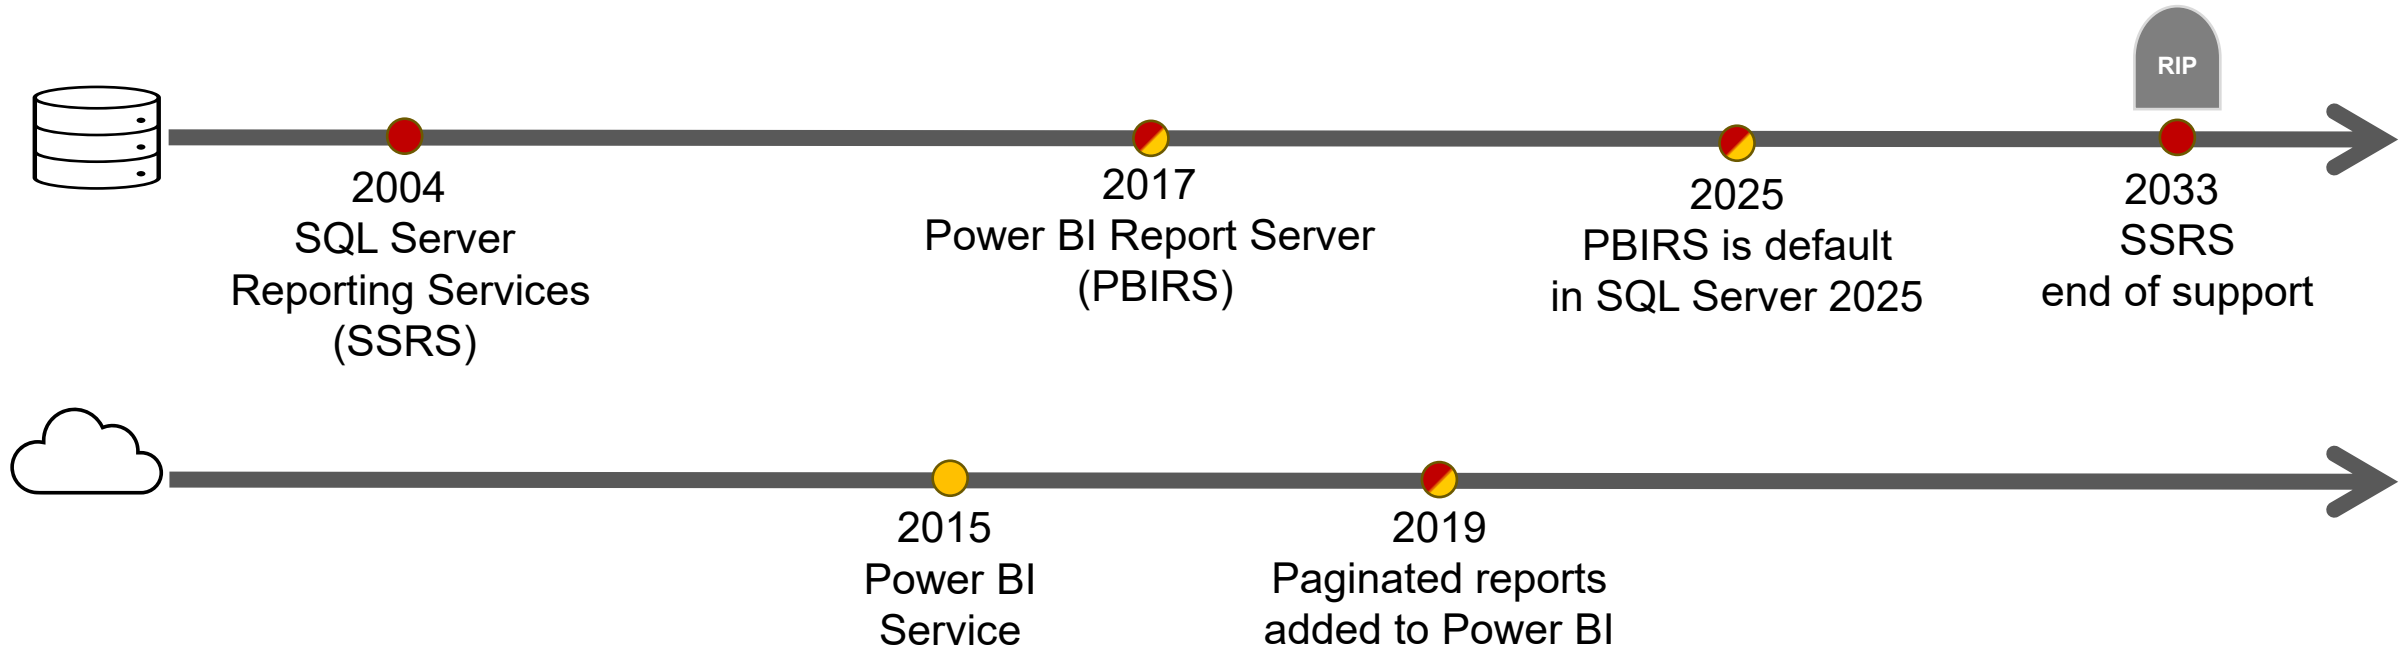 RIP
2004
SQL Server
Reporting Services
(SSRS)
2017
Power BI Report Server
(PBIRS)
2025
PBIRS is default
in SQL Server 2025
2033
SSRS
end of support
2015
Power BI
Service
2019
Paginated reports
added to Power BI